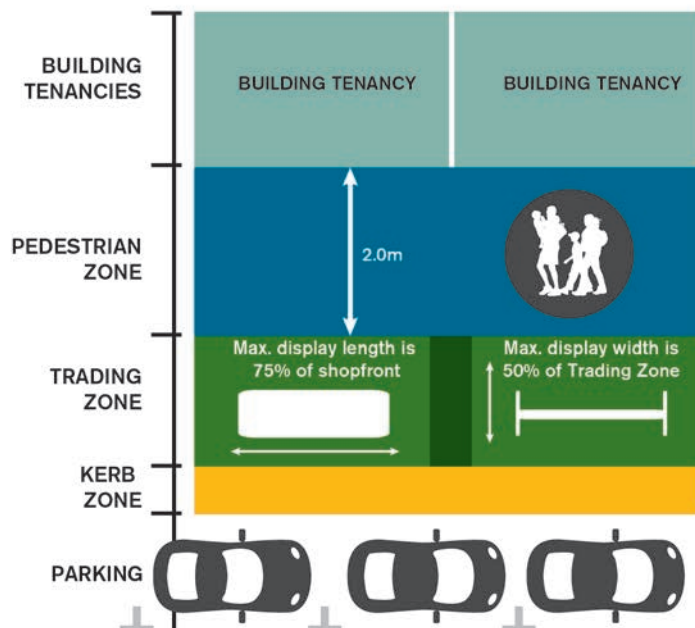 BUILDING
TENANCIES
BUILDING TENANCY
BUILDING TENANCY
PEDESTRIAN
ZONE
2.0m
TRADING
ZONE
Max. display length is
75% of shopfront
Max. display width is
50% of Trading Zone
KERB
ZONE
PARKING